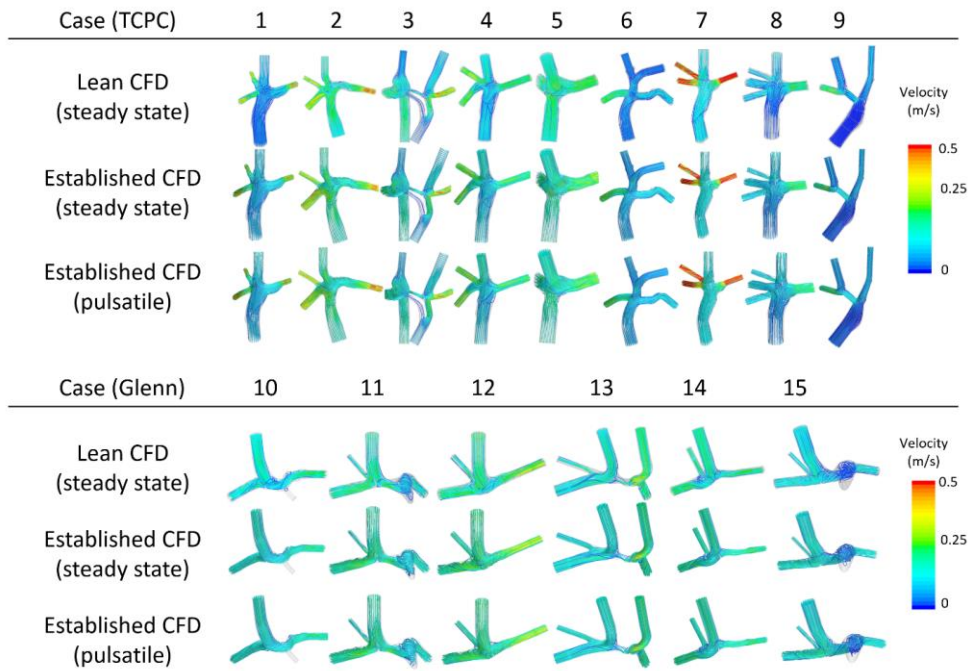 Case (TCPC) 1 2 3 4 5 6 7 8 9
Lean CFD
(steady state)
Velocity
(m/s)
0.5
0.25
0
Established CFD
(steady state)
Established CFD
(pulsatile)
Case (Glenn) 10 11 12 13 14 15
Lean CFD
(steady state)
Velocity
(m/s)
0.5
0.25
0
Established CFD
(steady state)
Established CFD
(pulsatile)